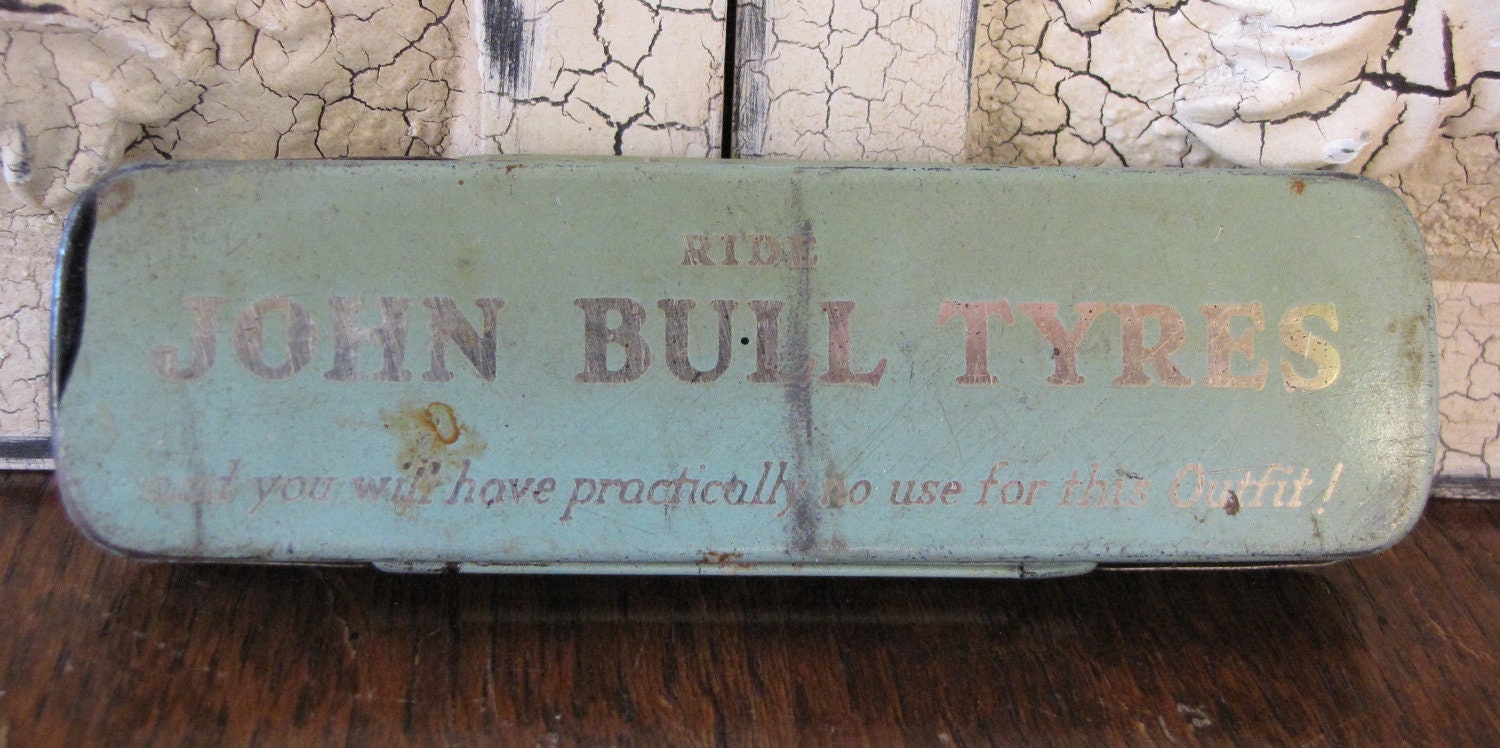 RIDE
JOHN BULL TYRES
and you will have practically no use for this Outfit!